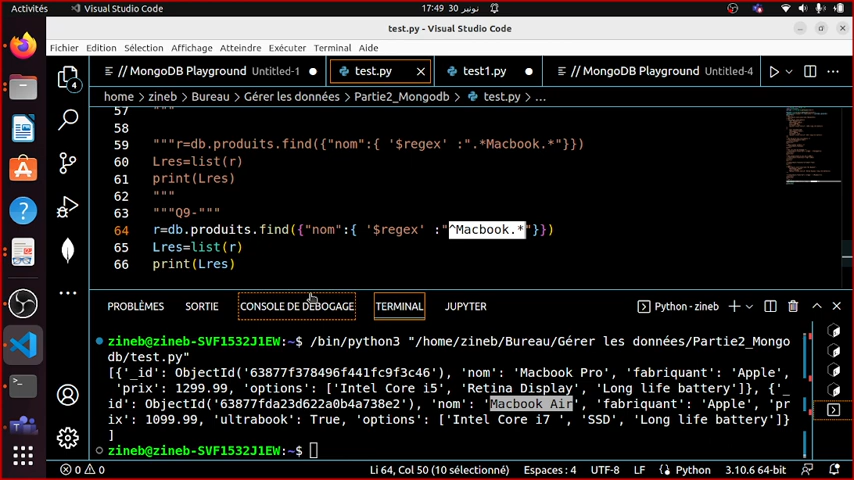 Activités
Visual Studio Code
17:49 30 نونبر
test.py - Visual Studio Code
Fichier Edition Sélection Affichage Atteindre Exécuter Terminal Aide
// MongoDB Playground Untitled-1
test.py
test1.py
// MongoDB Playground Untitled-4
home > zineb > Bureau > Gérer les données > Partie2_Mongodb > test.py > ...
57 """
58
59 """r=db.produits.find({"nom":{ '$regex' :".*Macbook.*"}})
60 Lres=list(r)
61 print(Lres)
62 """
63 """Q9-"""
64 r=db.produits.find({"nom":{ '$regex' :"^Macbook.*"}})
65 Lres=list(r)
66 print(Lres)
PROBLÈMES SORTIE CONSOLE DE DÉBOGAGE TERMINAL JUPYTER
Python - zineb
zineb@zineb-SVF1532J1EW:~$ /bin/python3 "/home/zineb/Bureau/Gérer les données/Partie2_Mongo
db/test.py"
[{'_id': ObjectId('63877f378496f441fc9f3c46'), 'nom': 'Macbook Pro', 'fabriquant': 'Apple',
'prix': 1299.99, 'options': ['Intel Core i5', 'Retina Display', 'Long life battery']}, {'_
id': ObjectId('63877fda23d622a0b4a738e2'), 'nom': 'Macbook Air', 'fabriquant': 'Apple', 'pr
ix': 1099.99, 'ultrabook': True, 'options': ['Intel Core i7 ', 'SSD', 'Long life battery']}
]
zineb@zineb-SVF1532J1EW:~$
4
0 0
Li 64, Col 50 (10 sélectionné) Espaces : 4 UTF-8 LF Python 3.10.6 64-bit